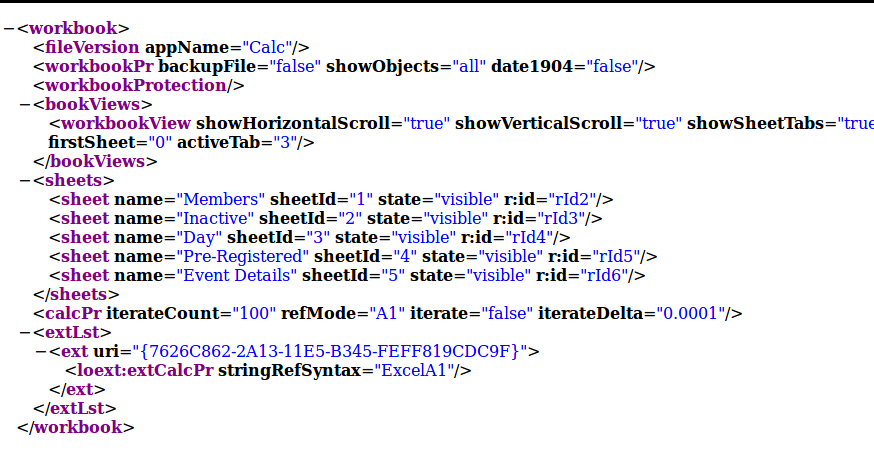 −<workbook>
<fileVersion appName="Calc"/>
<workbookPr backupFile="false" showObjects="all" date1904="false"/>
<workbookProtection/>
−<bookViews>
<workbookView showHorizontalScroll="true" showVerticalScroll="true" showSheetTabs="true
firstSheet="0" activeTab="3"/>
</bookViews>
−<sheets>
<sheet name="Members" sheetId="1" state="visible" r:id="rId2"/>
<sheet name="Inactive" sheetId="2" state="visible" r:id="rId3"/>
<sheet name="Day" sheetId="3" state="visible" r:id="rId4"/>
<sheet name="Pre-Registered" sheetId="4" state="visible" r:id="rId5"/>
<sheet name="Event Details" sheetId="5" state="visible" r:id="rId6"/>
</sheets>
<calcPr iterateCount="100" refMode="A1" iterate="false" iterateDelta="0.0001"/>
−<extLst>
−<ext uri="{7626C862-2A13-11E5-B345-FEFF819CDC9F}">
<loext:extCalcPr stringRefSyntax="ExcelA1"/>
</ext>
</extLst>
</workbook>